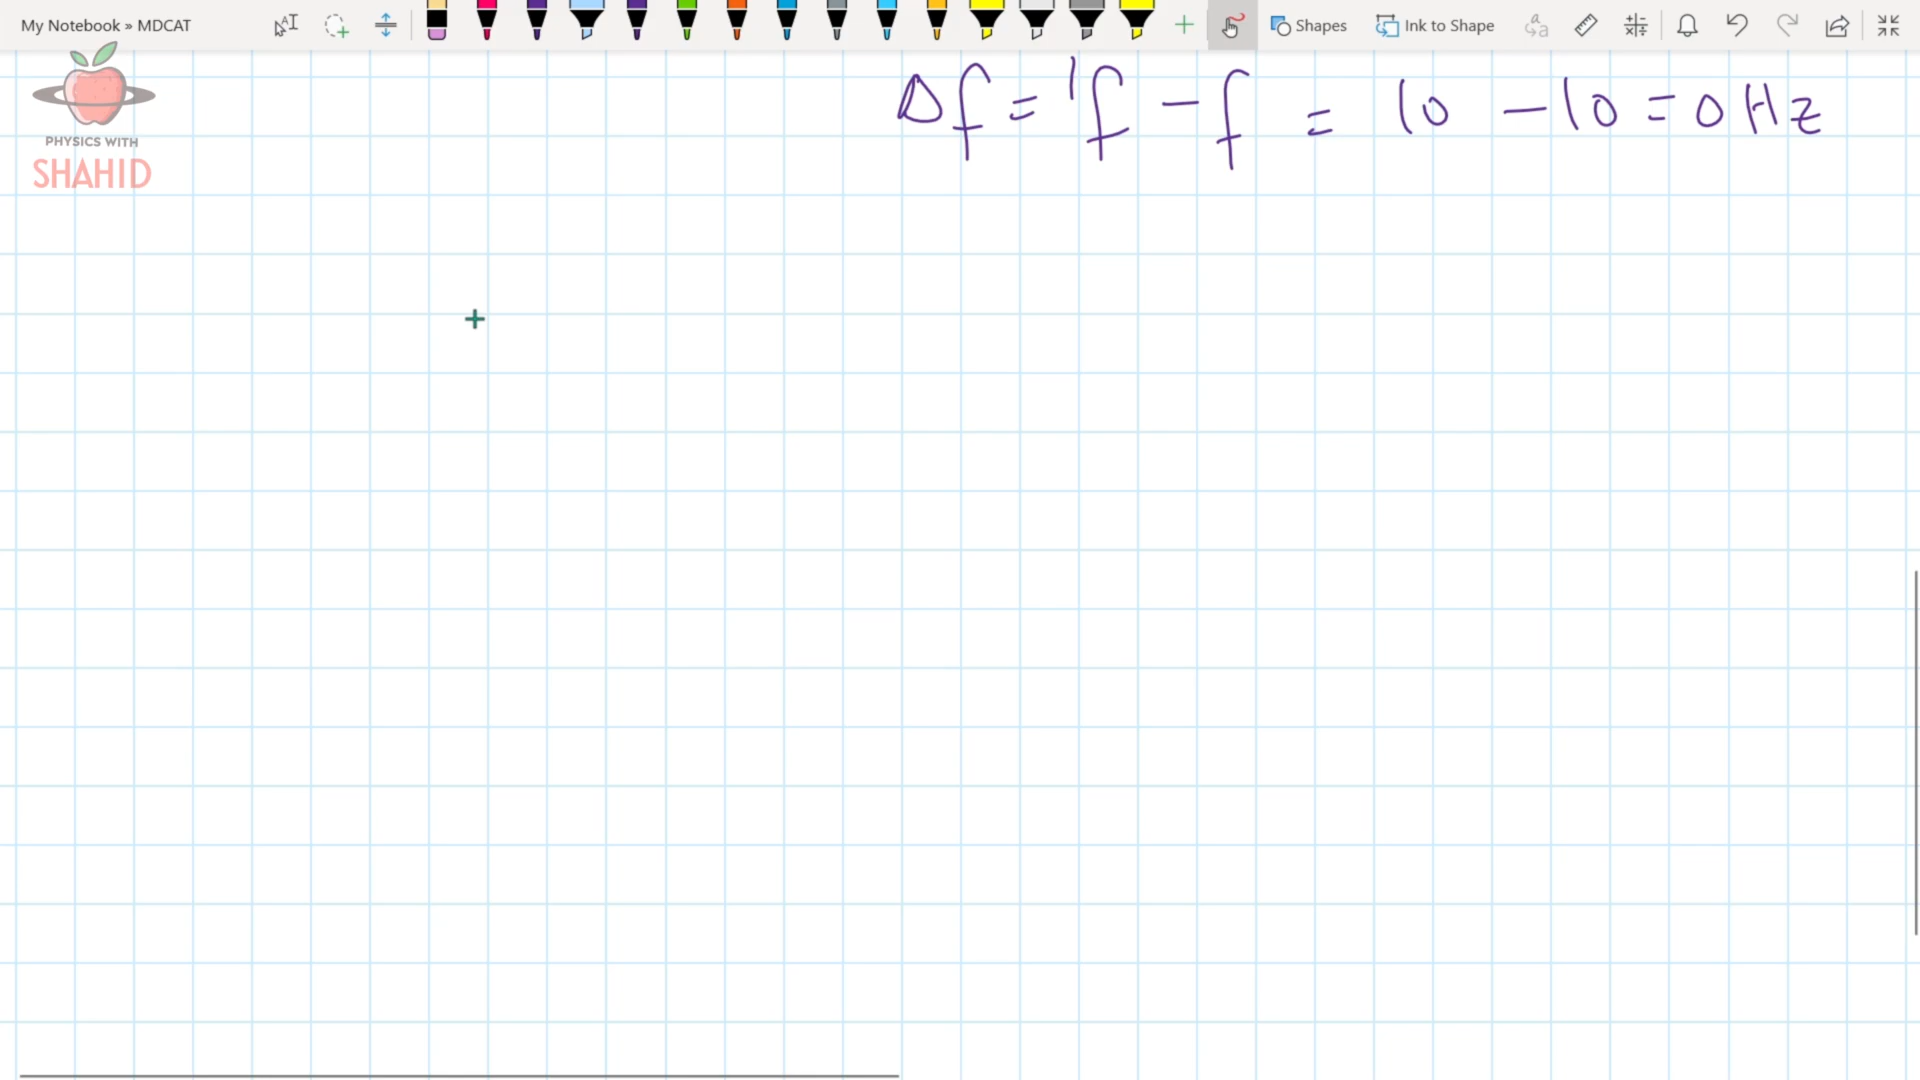 My Notebook » MDCAT
Shapes
Ink to Shape
Δf = 'f - f = 10 - 10 = 0 Hz
PHYSICS WITH
SHAHID